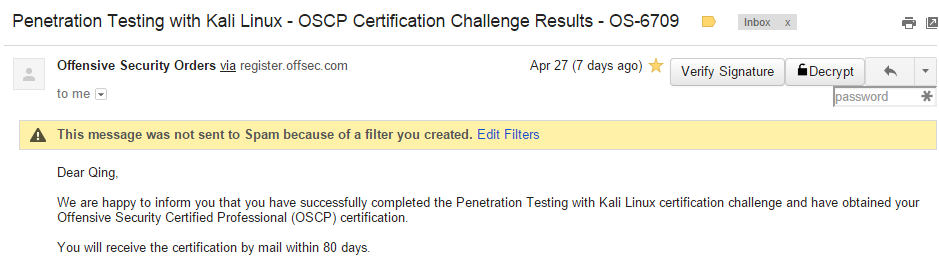 Penetration Testing with Kali Linux - OSCP Certification Challenge Results - OS-6709 Inbox x
Offensive Security Orders via register.offsec.com Apr 27 (7 days ago) Verify Signature Decrypt
to me password
This message was not sent to Spam because of a filter you created. Edit Filters
Dear Qing,
We are happy to inform you that you have successfully completed the Penetration Testing with Kali Linux certification challenge and have obtained your
Offensive Security Certified Professional (OSCP) certification.
You will receive the certification by mail within 80 days.